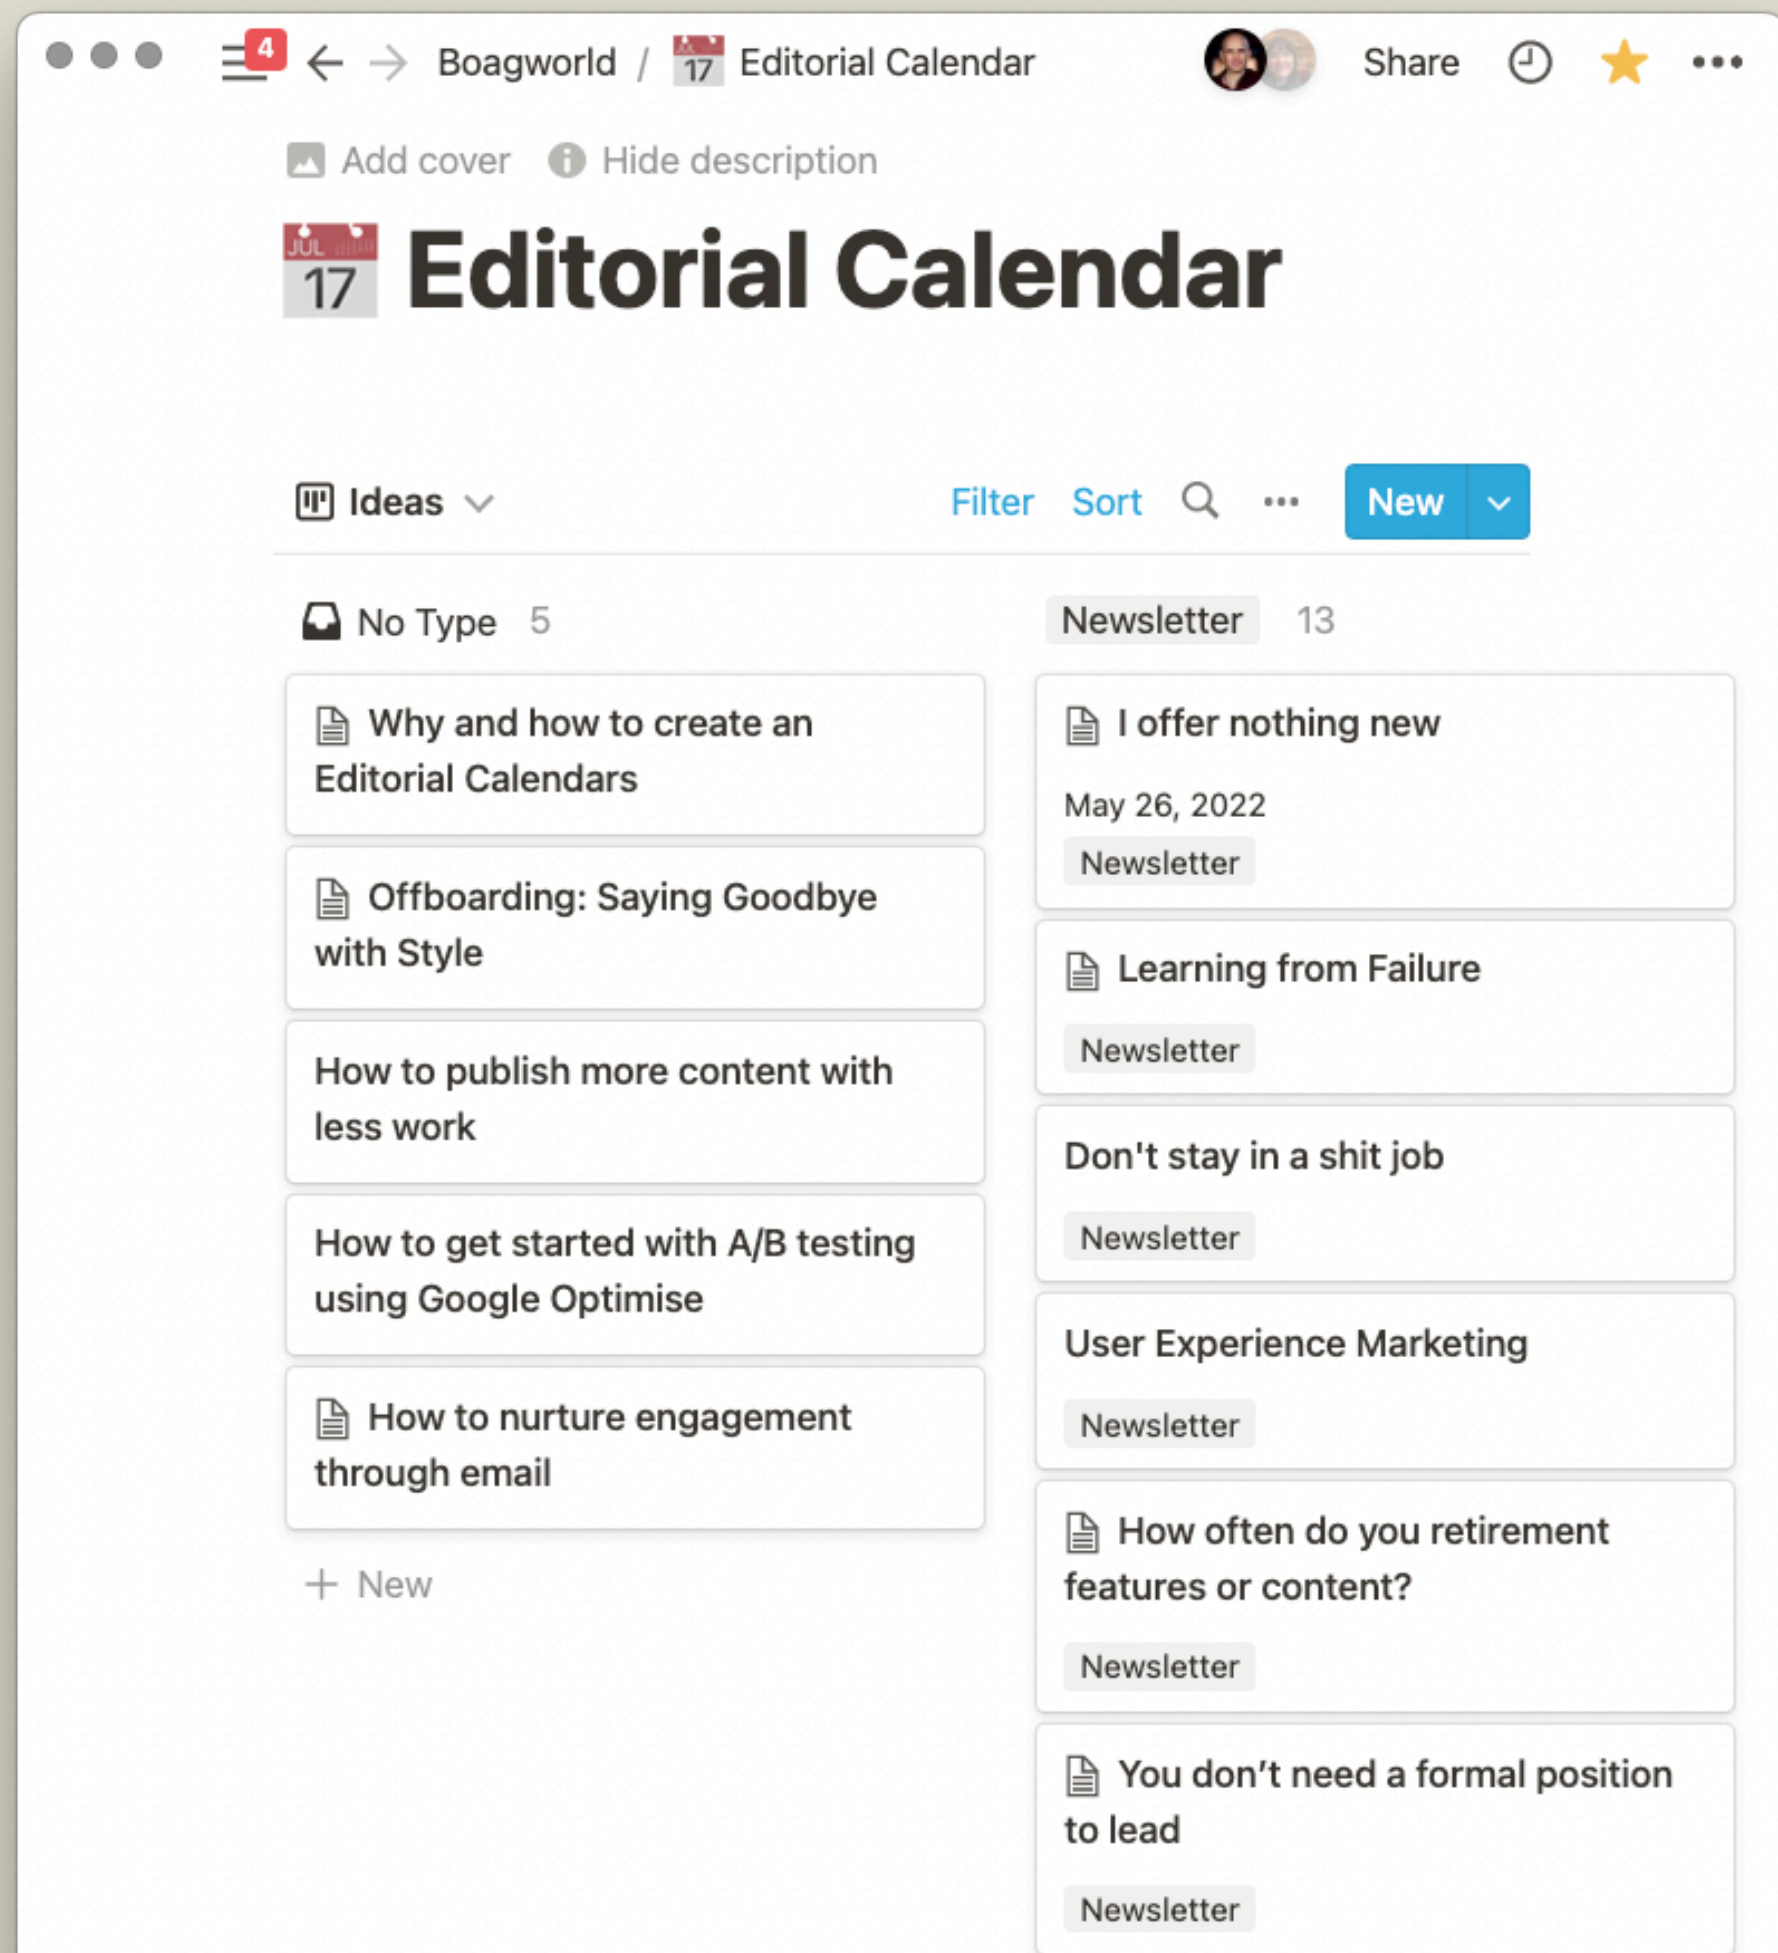 4
Boagworld / JUL 17 Editorial Calendar
Share
Add cover
Hide description
JUL
17
Editorial Calendar
Ideas
Filter
Sort
New
No Type 5
Why and how to create an
Editorial Calendars
Offboarding: Saying Goodbye
with Style
How to publish more content with
less work
How to get started with A/B testing
using Google Optimise
How to nurture engagement
through email
+ New
Newsletter 13
I offer nothing new
May 26, 2022
Newsletter
Learning from Failure
Newsletter
Don't stay in a shit job
Newsletter
User Experience Marketing
Newsletter
How often do you retirement
features or content?
Newsletter
You don’t need a formal position
to lead
Newsletter